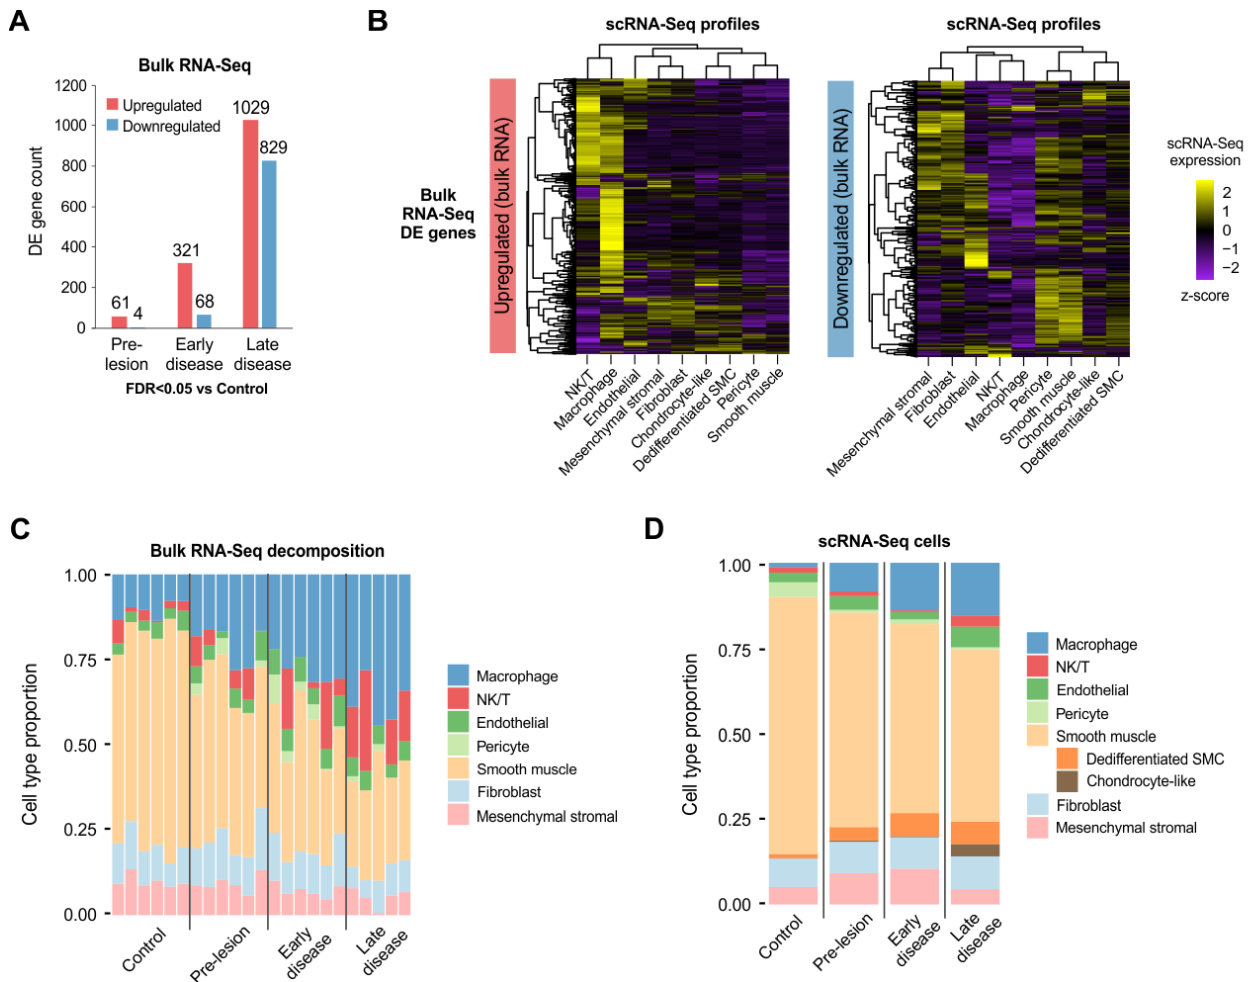 A
Bulk RNA-Seq
1200
1000
800
600
400
200
0
DE gene count
Upregulated
Downregulated
61
4
321
68
1029
829
Pre-
lesion
Early
disease
Late
disease
FDR<0.05 vs Control
B
scRNA-Seq profiles
Bulk
RNA-Seq
DE genes
Upregulated (bulk RNA)
NK/T
Macrophage
Endothelial
Mesenchymal stromal
Fibroblast
Chondrocyte-like
Dedifferentiated SMC
Pericyte
Smooth muscle
scRNA-Seq profiles
Downregulated (bulk RNA)
Mesenchymal stromal
Fibroblast
Endothelial
NK/T
Macrophage
Pericyte
Smooth muscle
Chondrocyte-like
Dedifferentiated SMC
scRNA-Seq
expression
2
1
0
−1
−2
z-score
C
Bulk RNA-Seq decomposition
1.00
0.75
0.50
0.25
0.00
Cell type proportion
Control
Pre-lesion
Early
disease
Late
disease
Macrophage
NK/T
Endothelial
Pericyte
Smooth muscle
Fibroblast
Mesenchymal stromal
D
scRNA-Seq cells
1.00
0.75
0.50
0.25
0.00
Cell type proportion
Control
Pre-lesion
Early
disease
Late
disease
Macrophage
NK/T
Endothelial
Pericyte
Smooth muscle
Dedifferentiated SMC
Chondrocyte-like
Fibroblast
Mesenchymal stromal